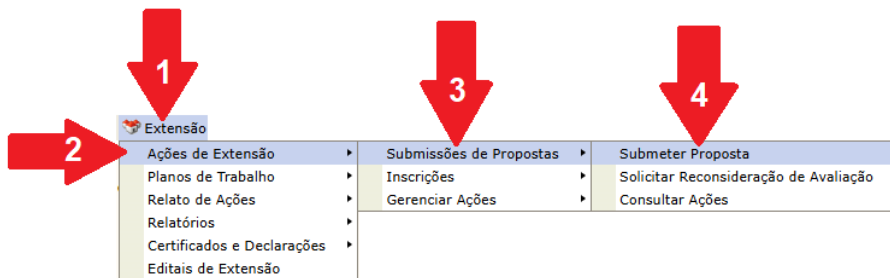 1
3
4
Extensão
2
Ações de Extensão
Submissões de Propostas
Submeter Proposta
Planos de Trabalho
Inscrições
Solicitar Reconsideração de Avaliação
Relato de Ações
Gerenciar Ações
Consultar Ações
Relatórios
Certificados e Declarações
Editais de Extensão